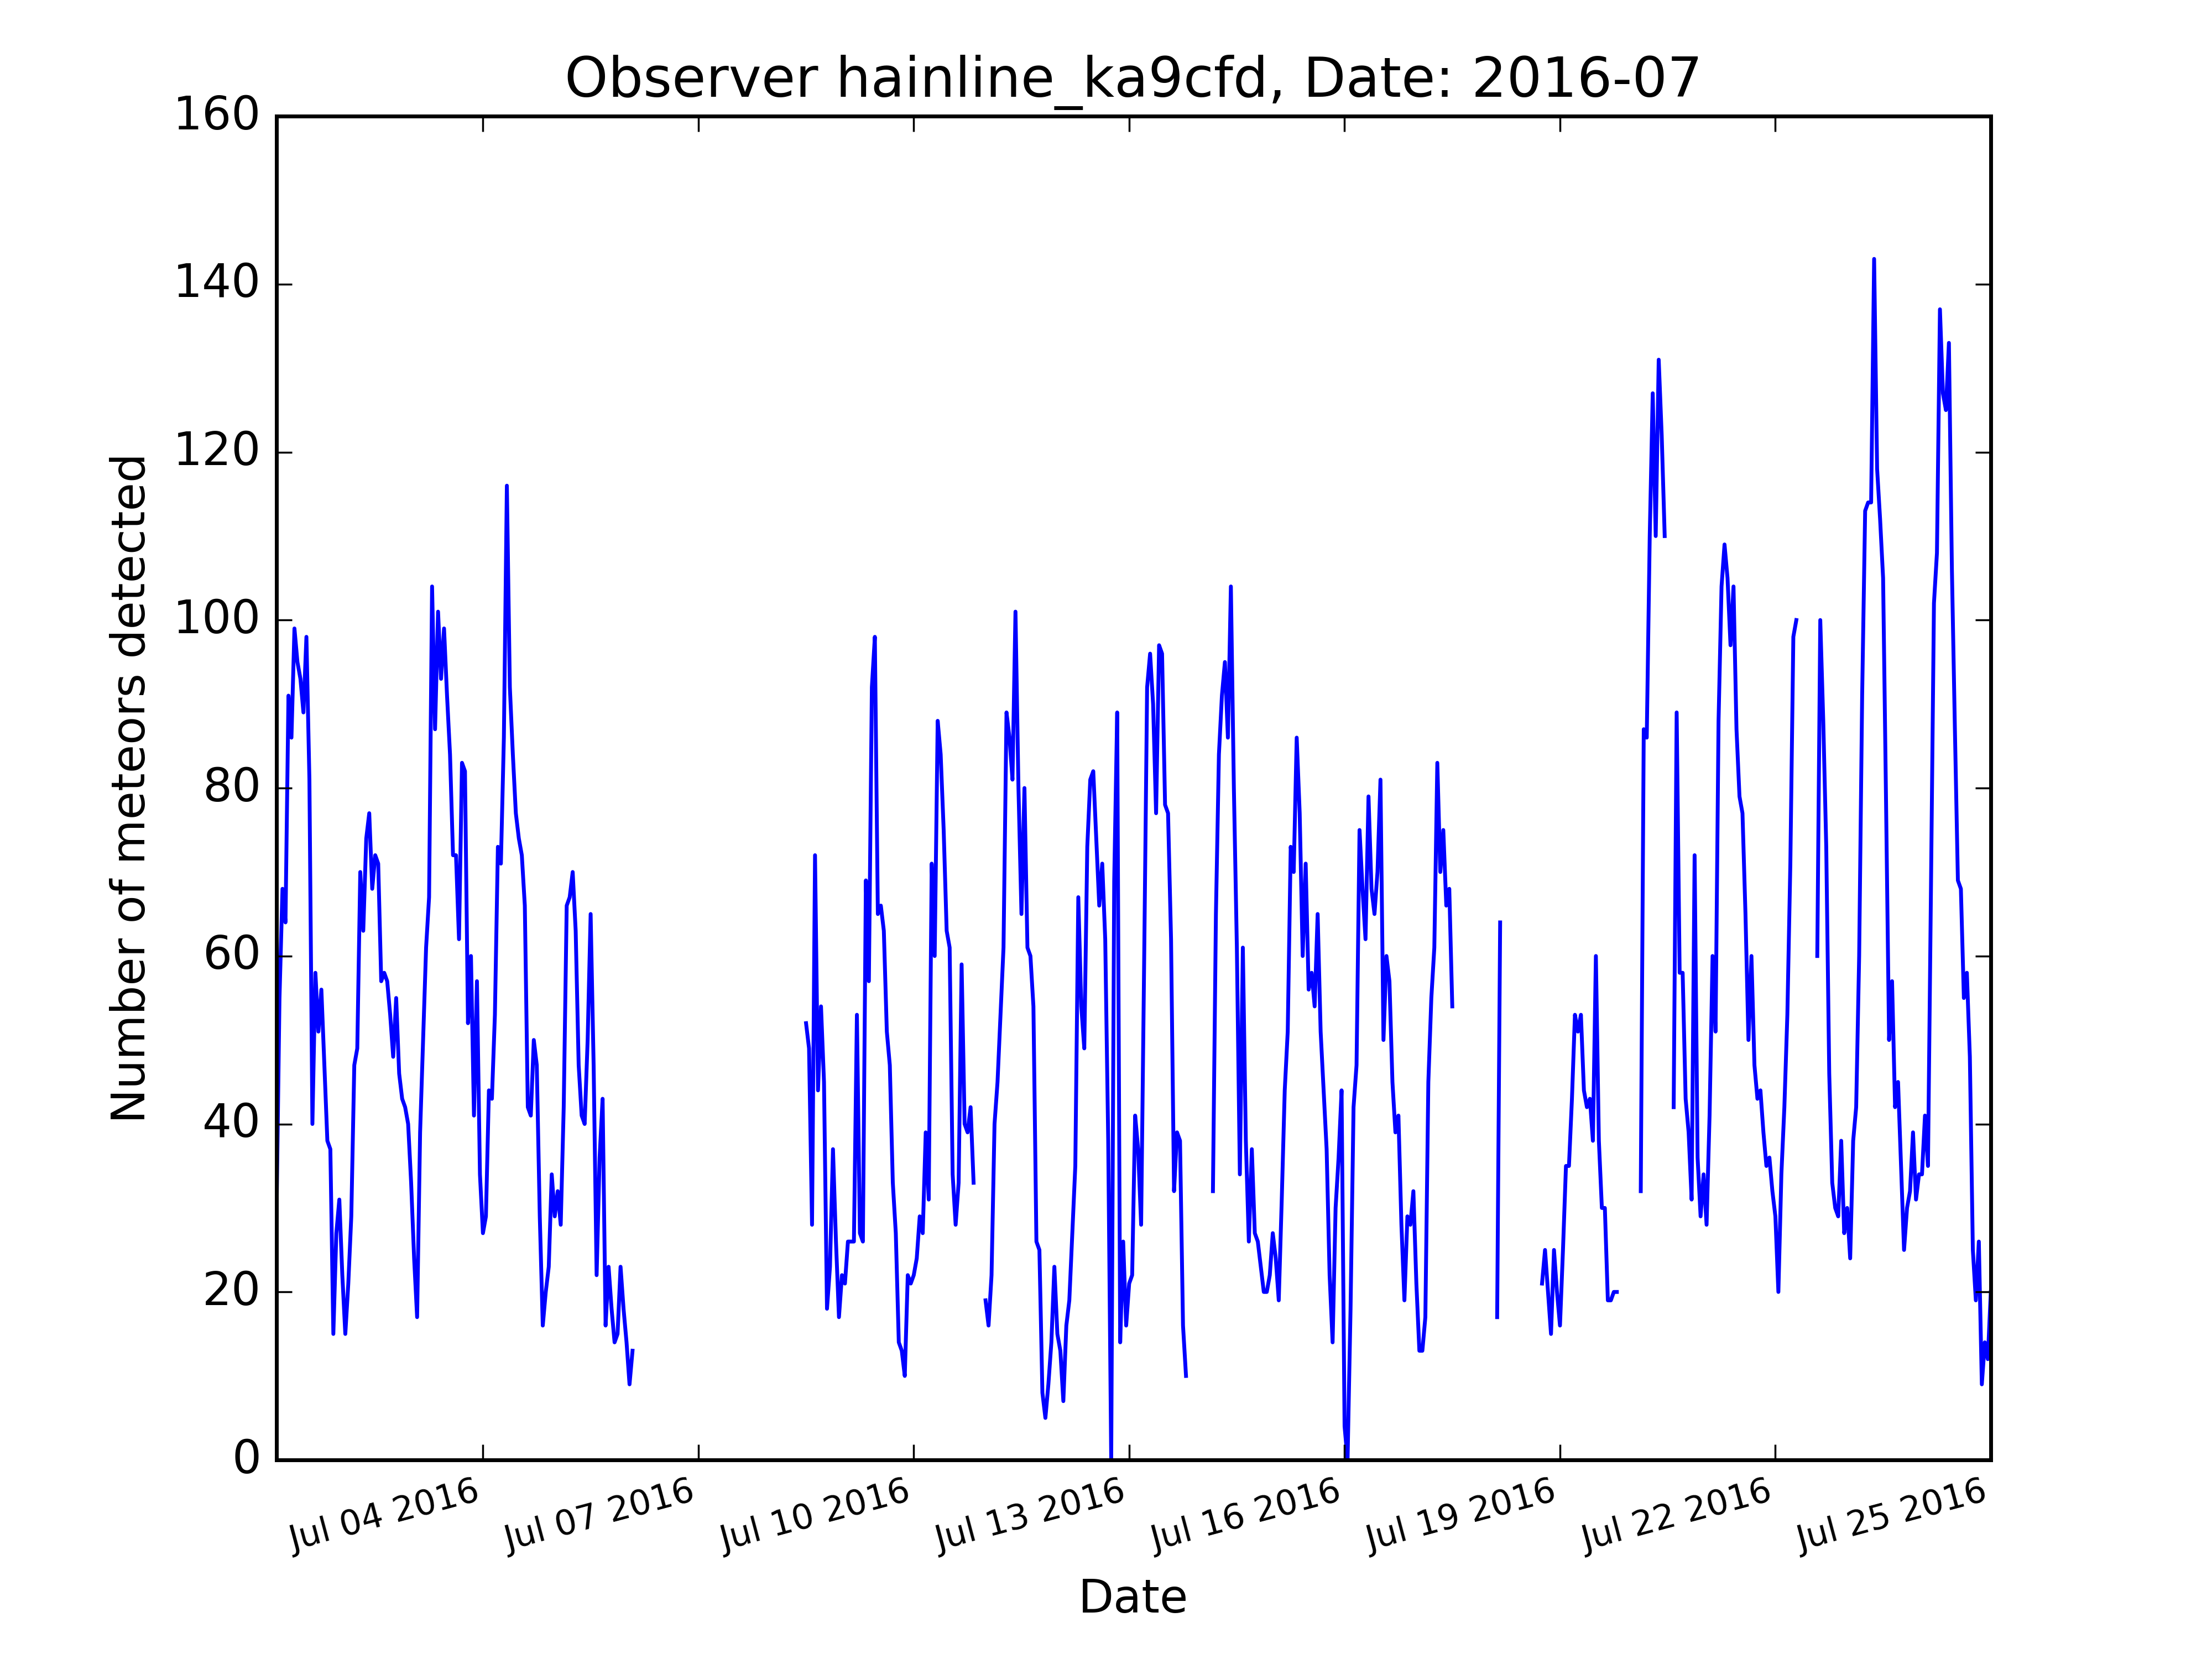 Observer hainline_ka9cfd, Date: 2016-07
160
140
120
100
80
60
40
20
0
Number of meteors detected
Jul 04 2016
Jul 07 2016
Jul 10 2016
Jul 13 2016
Jul 16 2016
Jul 19 2016
Jul 22 2016
Jul 25 2016
Date